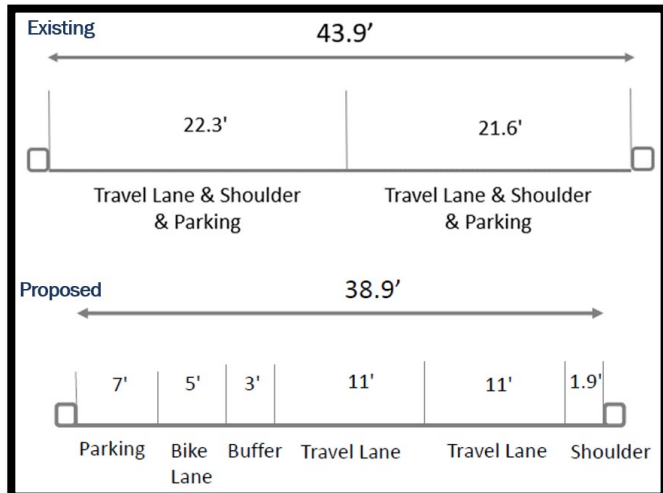 Existing
43.9’
22.3' 21.6'
Travel Lane & Shoulder Travel Lane & Shoulder
& Parking & Parking
Proposed
38.9’
7' 5' 3' 11' 11' 1.9'
Parking Bike Buffer Travel Lane Travel Lane Shoulder
Lane